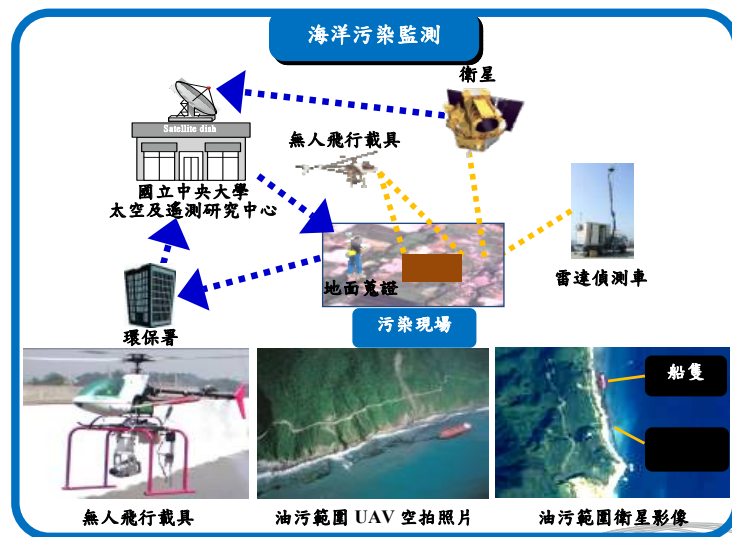 海洋污染監測
衛星
Satellite dish
無人飛行載具
國立中央大學
太空及遙測研究中心
雷達偵測車
地面蒐證
環保署
污染現場
船隻
無人飛行載具
油污範圍 UAV 空拍照片
油污範圍衛星影像